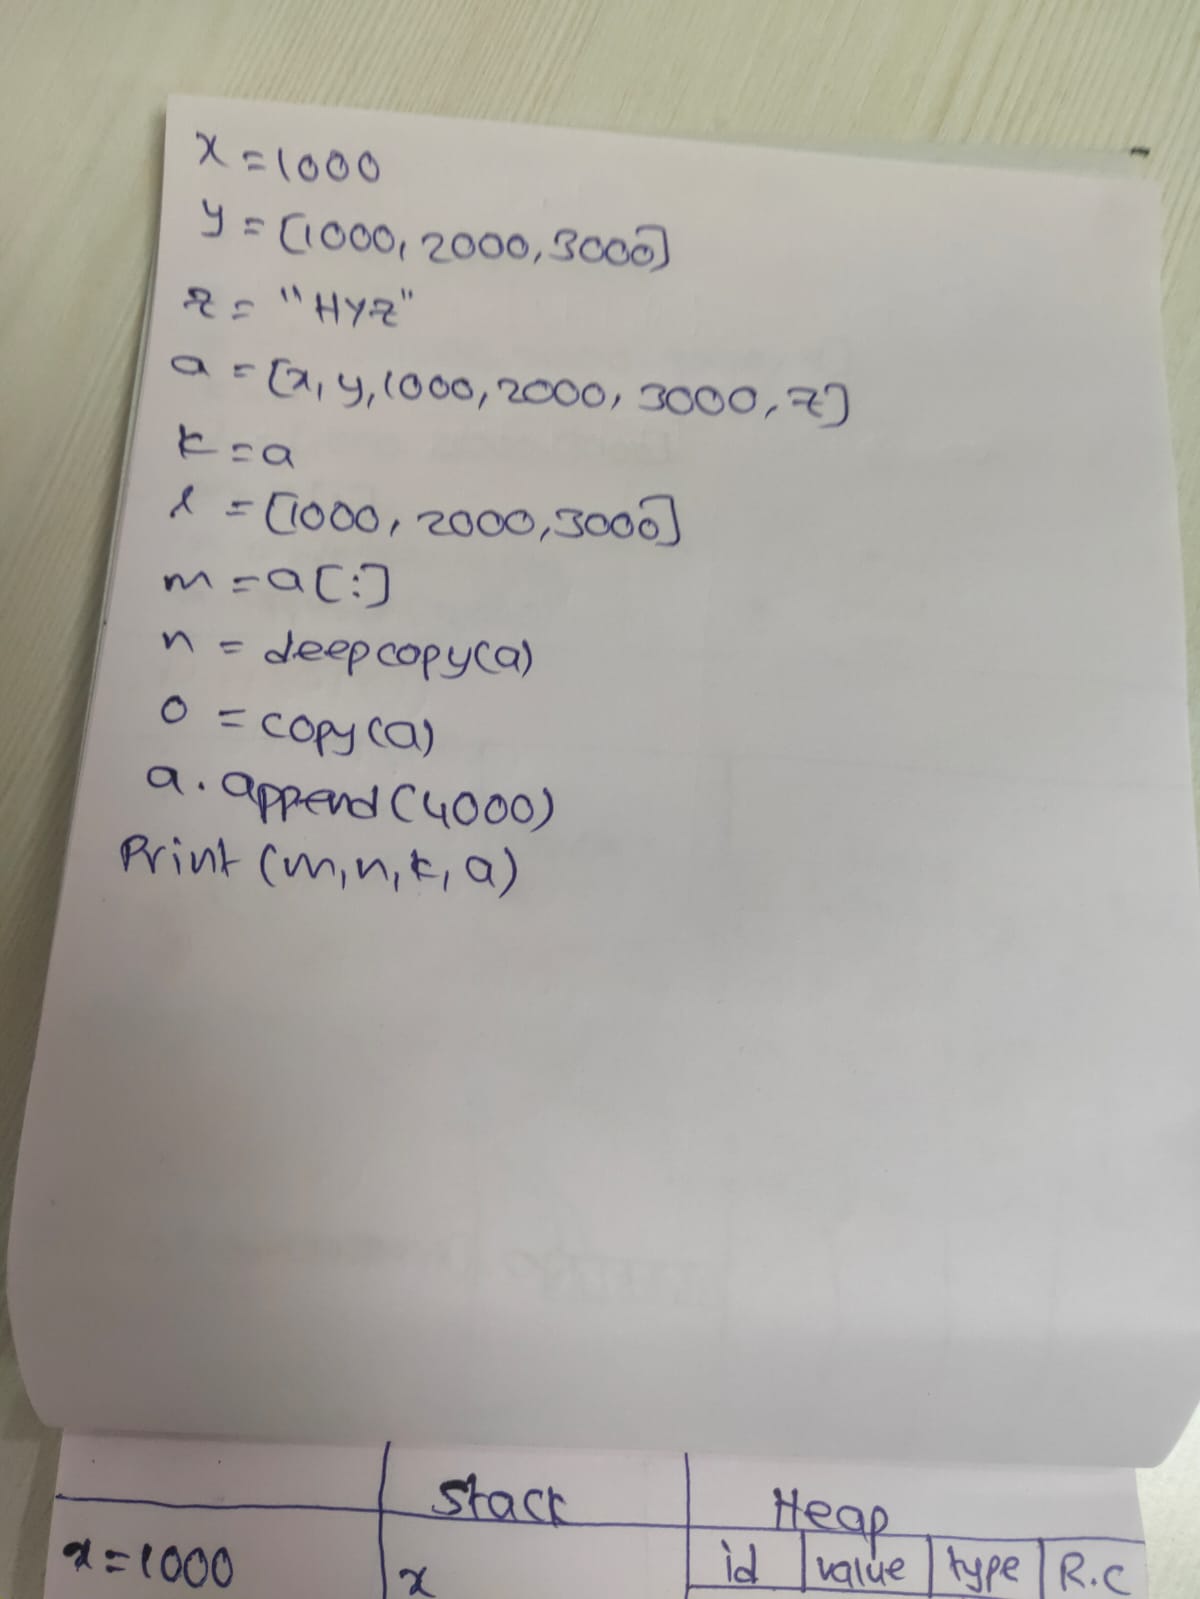 x = 1000
y = [1000, 2000, 3000]
z = "HYZ"
a = [x, y, 1000, 2000, 3000, z]
k = a
l = [1000, 2000, 3000]
m = a[:]
n = deepcopy(a)
o = copy(a)
a.append(4000)
Print (m, n, k, a)
Stack Heap
x = 1000 x id value type R.C